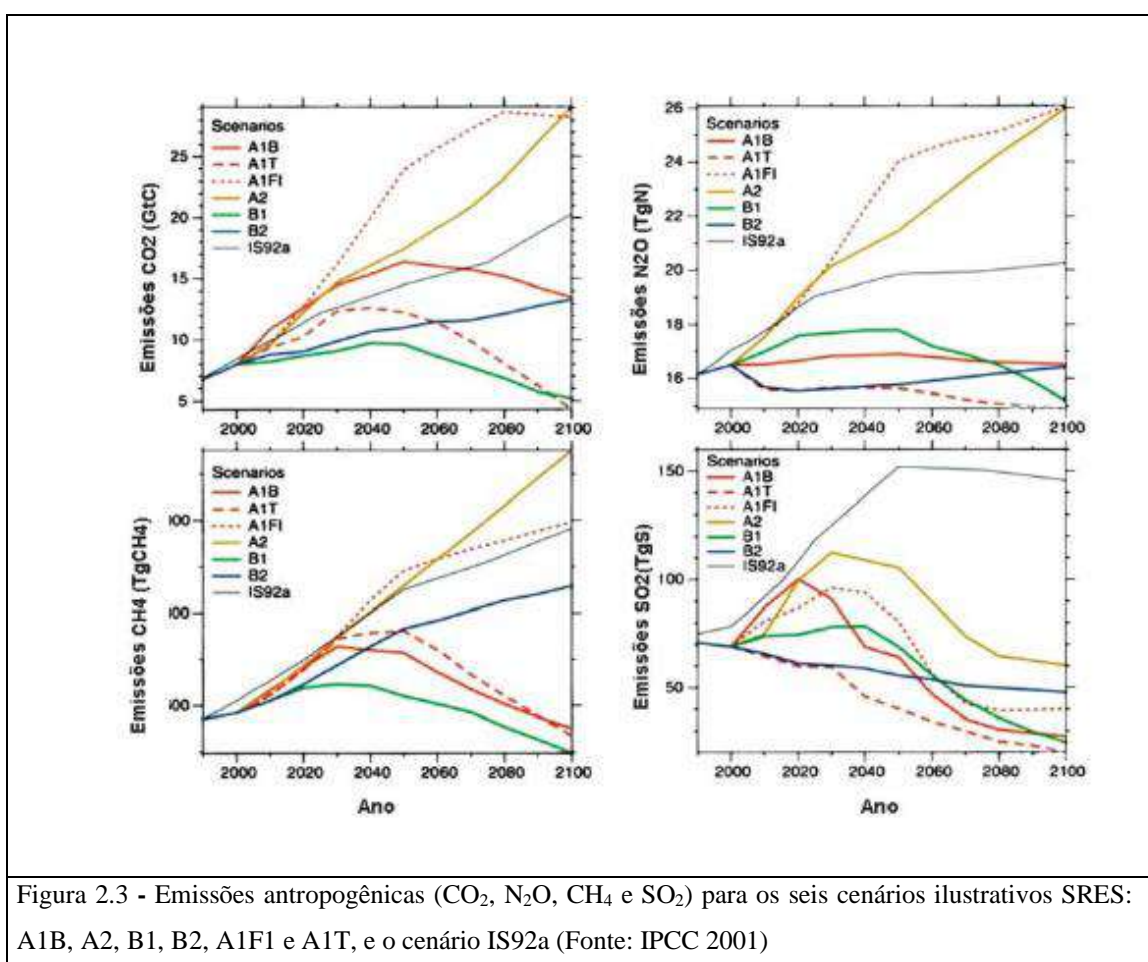 Scenarios
A1B
A1T
A1FI
A2
B1
B2
IS92a
Emissões CO2 (GtC)
25
20
15
10
5
2000 2020 2040 2060 2080 2100
Scenarios
A1B
A1T
A1FI
A2
B1
B2
IS92a
Emissões N2O (TgN)
26
24
22
20
18
16
2000 2020 2040 2060 2080 2100
Scenarios
A1B
A1T
A1FI
A2
B1
B2
IS92a
Emissões CH4 (TgCH4)
2000 2020 2040 2060 2080 2100
Ano
Scenarios
A1B
A1T
A1FI
A2
B1
B2
IS92a
Emissões SO2(TgS)
150
100
50
2000 2020 2040 2060 2080 2100
Ano
Figura 2.3 - Emissões antropogênicas (CO₂, N₂O, CH₄ e SO₂) para os seis cenários ilustrativos SRES:
A1B, A2, B1, B2, A1F1 e A1T, e o cenário IS92a (Fonte: IPCC 2001)